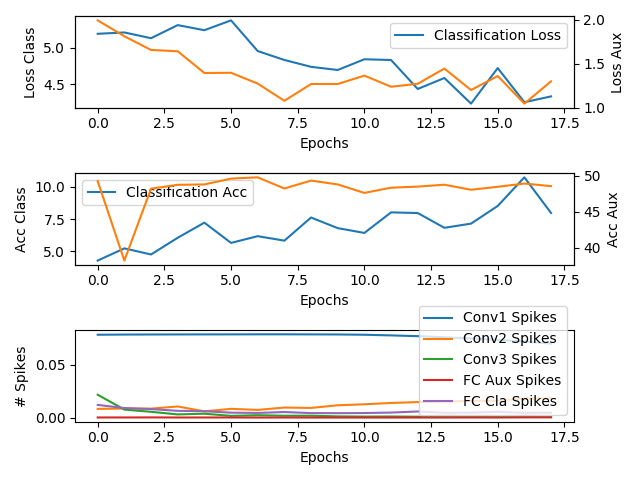 Classification Loss
Loss Class
5.0
4.5
2.0
1.5
1.0
Loss Aux
0.0 2.5 5.0 7.5 10.0 12.5 15.0 17.5
Epochs
Classification Acc
Acc Class
10.0
7.5
5.0
50
45
40
Acc Aux
0.0 2.5 5.0 7.5 10.0 12.5 15.0 17.5
Epochs
Conv1 Spikes
Conv2 Spikes
Conv3 Spikes
FC Aux Spikes
FC Cla Spikes
# Spikes
0.05
0.00
0.0 2.5 5.0 7.5 10.0 12.5 15.0 17.5
Epochs